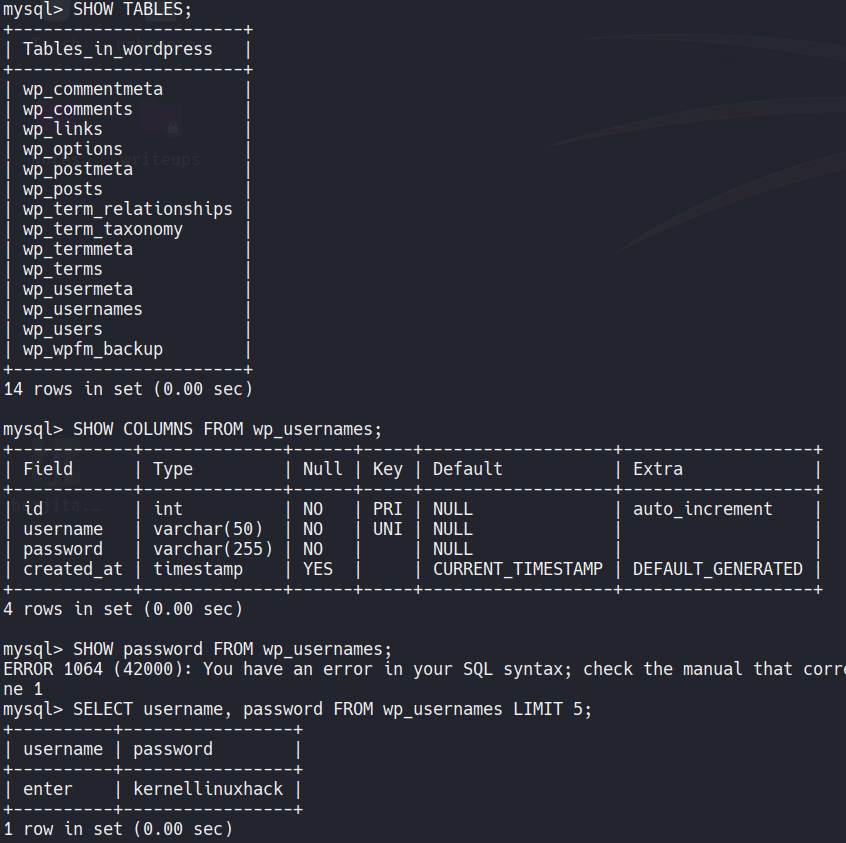 mysql> SHOW TABLES;
+-----------------------+
| Tables_in_wordpress   |
+-----------------------+
| wp_commentmeta        |
| wp_comments           |
| wp_links              |
| wp_options            |
| wp_postmeta           |
| wp_posts              |
| wp_term_relationships |
| wp_term_taxonomy      |
| wp_termmeta           |
| wp_terms              |
| wp_usermeta           |
| wp_usernames          |
| wp_users              |
| wp_wpfm_backup        |
+-----------------------+
14 rows in set (0.00 sec)

mysql> SHOW COLUMNS FROM wp_usernames;
+------------+--------------+------+-----+-------------------+-------------------+
| Field      | Type         | Null | Key | Default           | Extra             |
+------------+--------------+------+-----+-------------------+-------------------+
| id         | int          | NO   | PRI | NULL              | auto_increment    |
| username   | varchar(50)  | NO   | UNI | NULL              |                   |
| password   | varchar(255) | NO   |     | NULL              |                   |
| created_at | timestamp    | YES  |     | CURRENT_TIMESTAMP | DEFAULT_GENERATED |
+------------+--------------+------+-----+-------------------+-------------------+
4 rows in set (0.00 sec)

mysql> SHOW password FROM wp_usernames;
ERROR 1064 (42000): You have an error in your SQL syntax; check the manual that corre
ne 1
mysql> SELECT username, password FROM wp_usernames LIMIT 5;
+----------+-----------------+
| username | password        |
+----------+-----------------+
| enter    | kernellinuxhack |
+----------+-----------------+
1 row in set (0.00 sec)